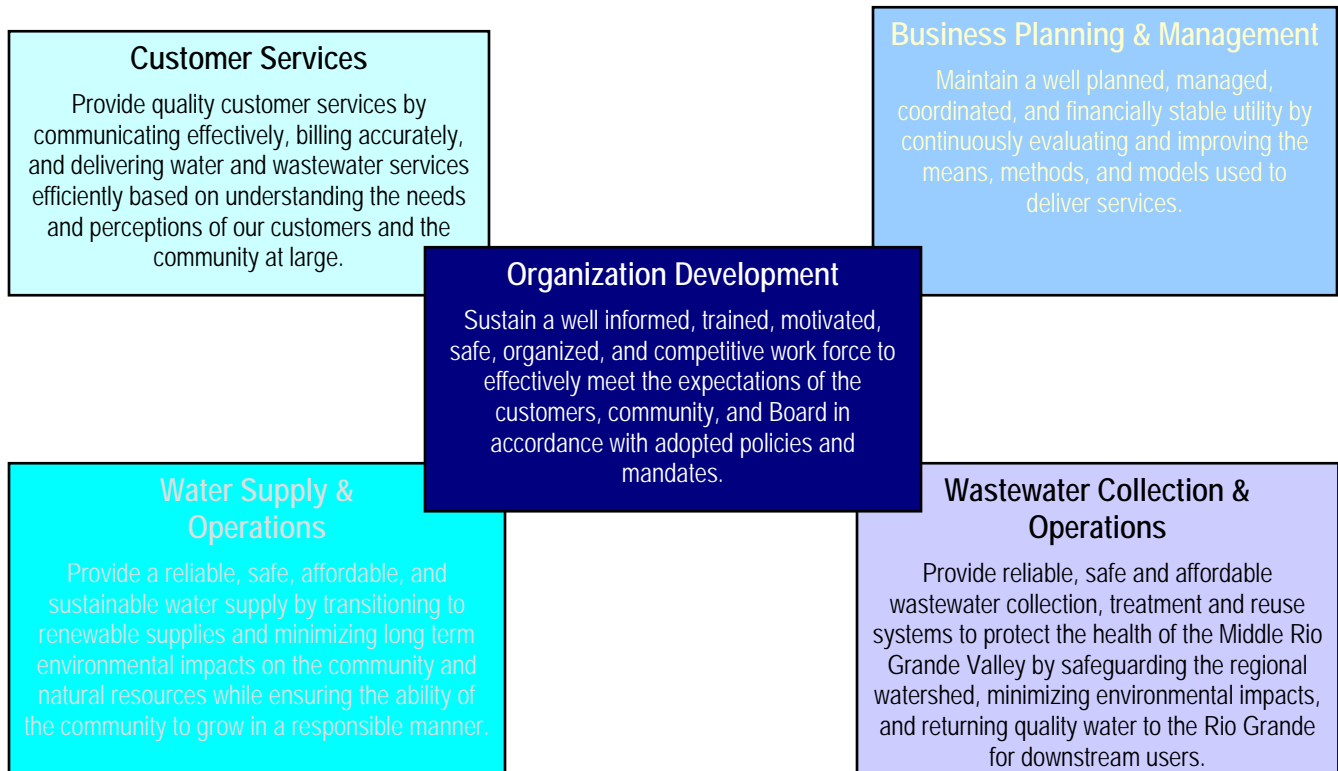 Customer Services
Provide quality customer services by
communicating effectively, billing accurately,
and delivering water and wastewater services
efficiently based on understanding the needs
and perceptions of our customers and the
community at large.
Business Planning & Management
Maintain a well planned, managed,
coordinated, and financially stable utility by
continuously evaluating and improving the
means, methods, and models used to
deliver services.
Organization Development
Sustain a well informed, trained, motivated,
safe, organized, and competitive work force to
effectively meet the expectations of the
customers, community, and Board in
accordance with adopted policies and
mandates.
Water Supply &
Operations
Provide a reliable, safe, affordable, and
sustainable water supply by transitioning to
renewable supplies and minimizing long term
environmental impacts on the community and
natural resources while ensuring the ability of
the community to grow in a responsible manner.
Wastewater Collection &
Operations
Provide reliable, safe and affordable
wastewater collection, treatment and reuse
systems to protect the health of the Middle Rio
Grande Valley by safeguarding the regional
watershed, minimizing environmental impacts,
and returning quality water to the Rio Grande
for downstream users.